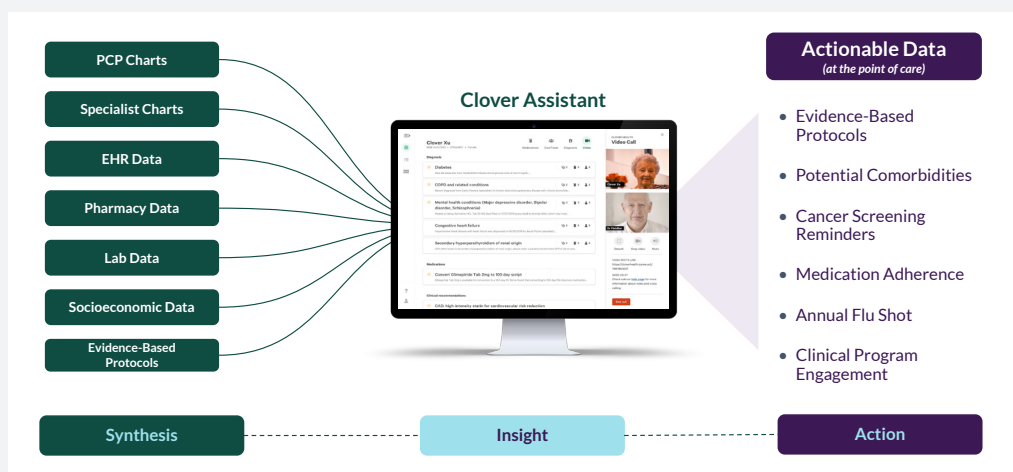 PCP Charts
Specialist Charts
EHR Data
Pharmacy Data
Lab Data
Socioeconomic Data
Evidence-Based
Protocols
Clover Assistant
Clover Xu
Diagnosis
Diabetes
COPD and related conditions
Mental health conditions (Major depressive disorder, Bipolar
disorder, Schizophrenia)
Congestive heart failure
Secondary hyperparathyroidism of renal origin
Medications
Convert Glimepiride Tab 2mg to 100 day script
Clinical recommendations
CAD: high intensity statin for cardiovascular risk reduction
Video Call
Actionable Data
(at the point of care)
Evidence-Based
Protocols
Potential Comorbidities
Cancer Screening
Reminders
Medication Adherence
Annual Flu Shot
Clinical Program
Engagement
Synthesis
Insight
Action